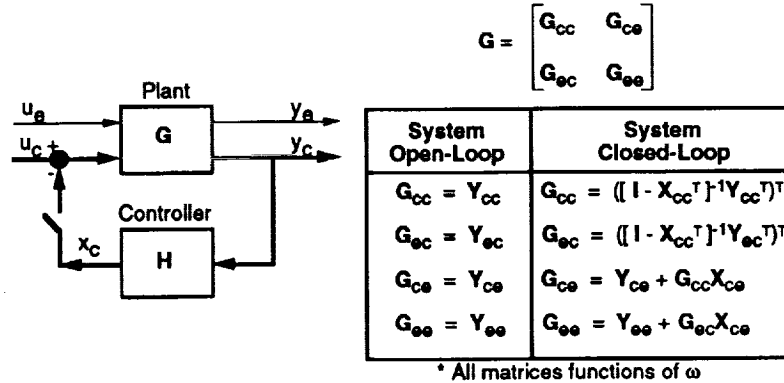 G = [ G_cc G_ce
G_ec G_ee ]
Plant
u_e
G
y_e
u_c +
y_c
-
Controller
x_c
H
System Open-Loop
System Closed-Loop
G_cc = Y_cc
G_cc = ([ I - X_cc^T ]^-1 Y_cc^T)^T
G_ec = Y_ec
G_ec = ([ I - X_cc^T ]^-1 Y_ec^T)^T
G_ce = Y_ce
G_ce = Y_ce + G_cc X_ce
G_ee = Y_ee
G_ee = Y_ee + G_ec X_ce
* All matrices functions of ω